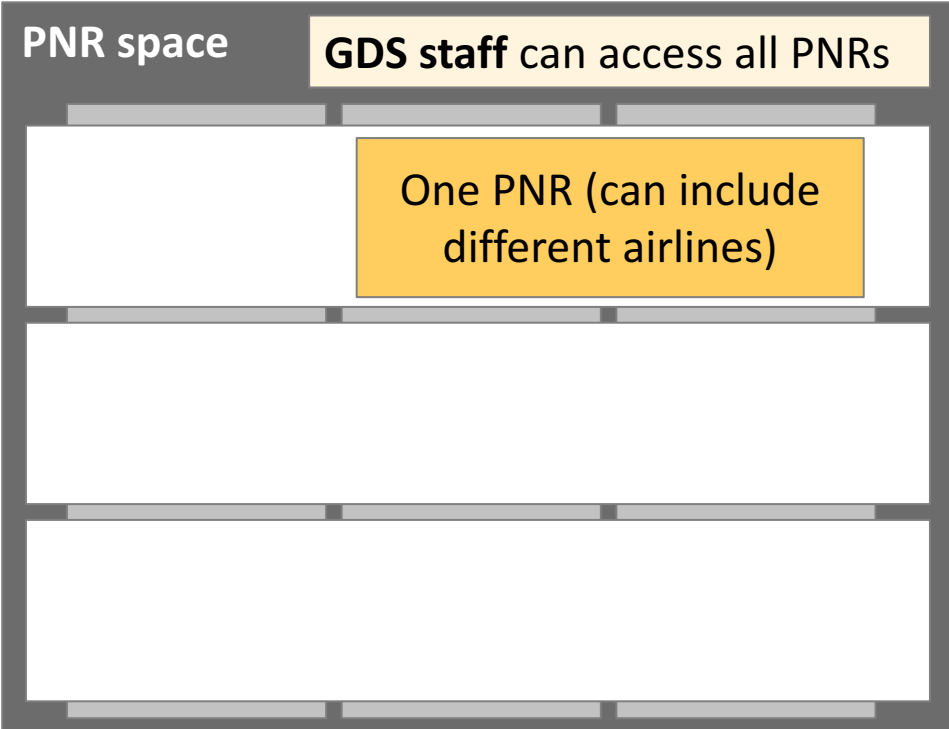 PNR space
GDS staff can access all PNRs
One PNR (can include
different airlines)